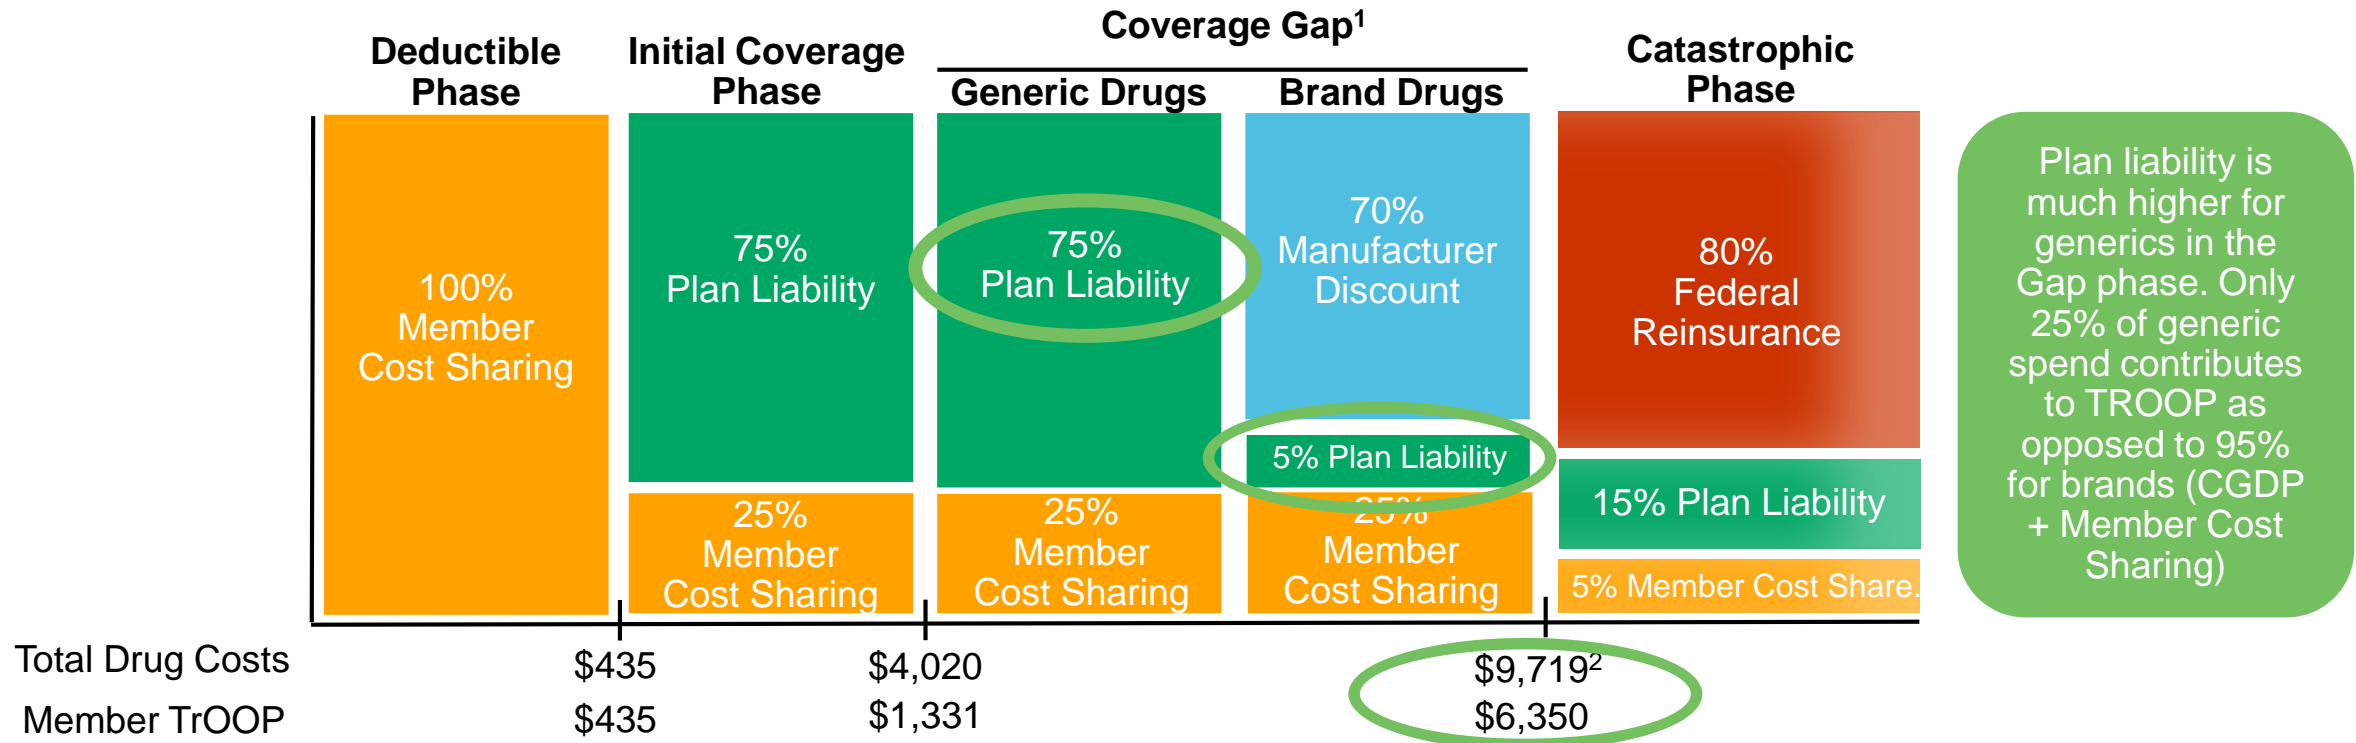 Coverage Gap¹
Deductible
Phase
Initial Coverage
Phase
Generic Drugs
Brand Drugs
Catastrophic
Phase
100%
Member
Cost Sharing
75%
Plan Liability
25%
Member
Cost Sharing
75%
Plan Liability
25%
Member
Cost Sharing
70%
Manufacturer
Discount
5% Plan Liability
25%
Member
Cost Sharing
80%
Federal
Reinsurance
15% Plan Liability
5% Member Cost Share.
Plan liability is
much higher for
generics in the
Gap phase. Only
25% of generic
spend contributes
to TROOP as
opposed to 95%
for brands (CGDP
+ Member Cost
Sharing)
Total Drug Costs $435 $4,020 $9,719²
Member TrOOP $435 $1,331 $6,350